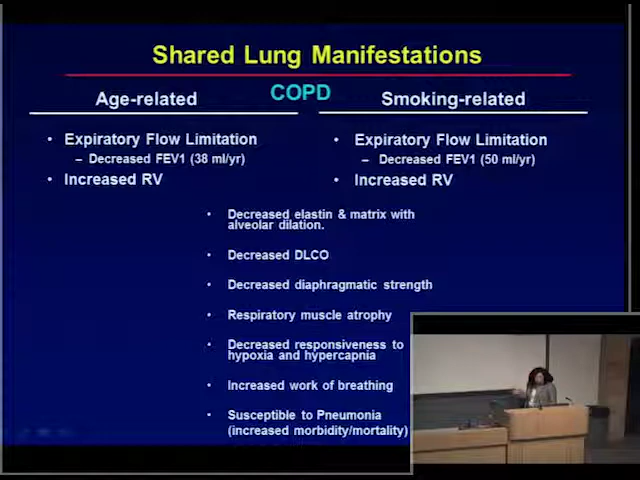 Shared Lung Manifestations
COPD
Age-related
Smoking-related
• Expiratory Flow Limitation
– Decreased FEV1 (38 ml/yr)
• Increased RV
• Expiratory Flow Limitation
– Decreased FEV1 (50 ml/yr)
• Increased RV
• Decreased elastin & matrix with
alveolar dilation.
• Decreased DLCO
• Decreased diaphragmatic strength
• Respiratory muscle atrophy
• Decreased responsiveness to
hypoxia and hypercapnia
• Increased work of breathing
• Susceptible to Pneumonia
(increased morbidity/mortality)